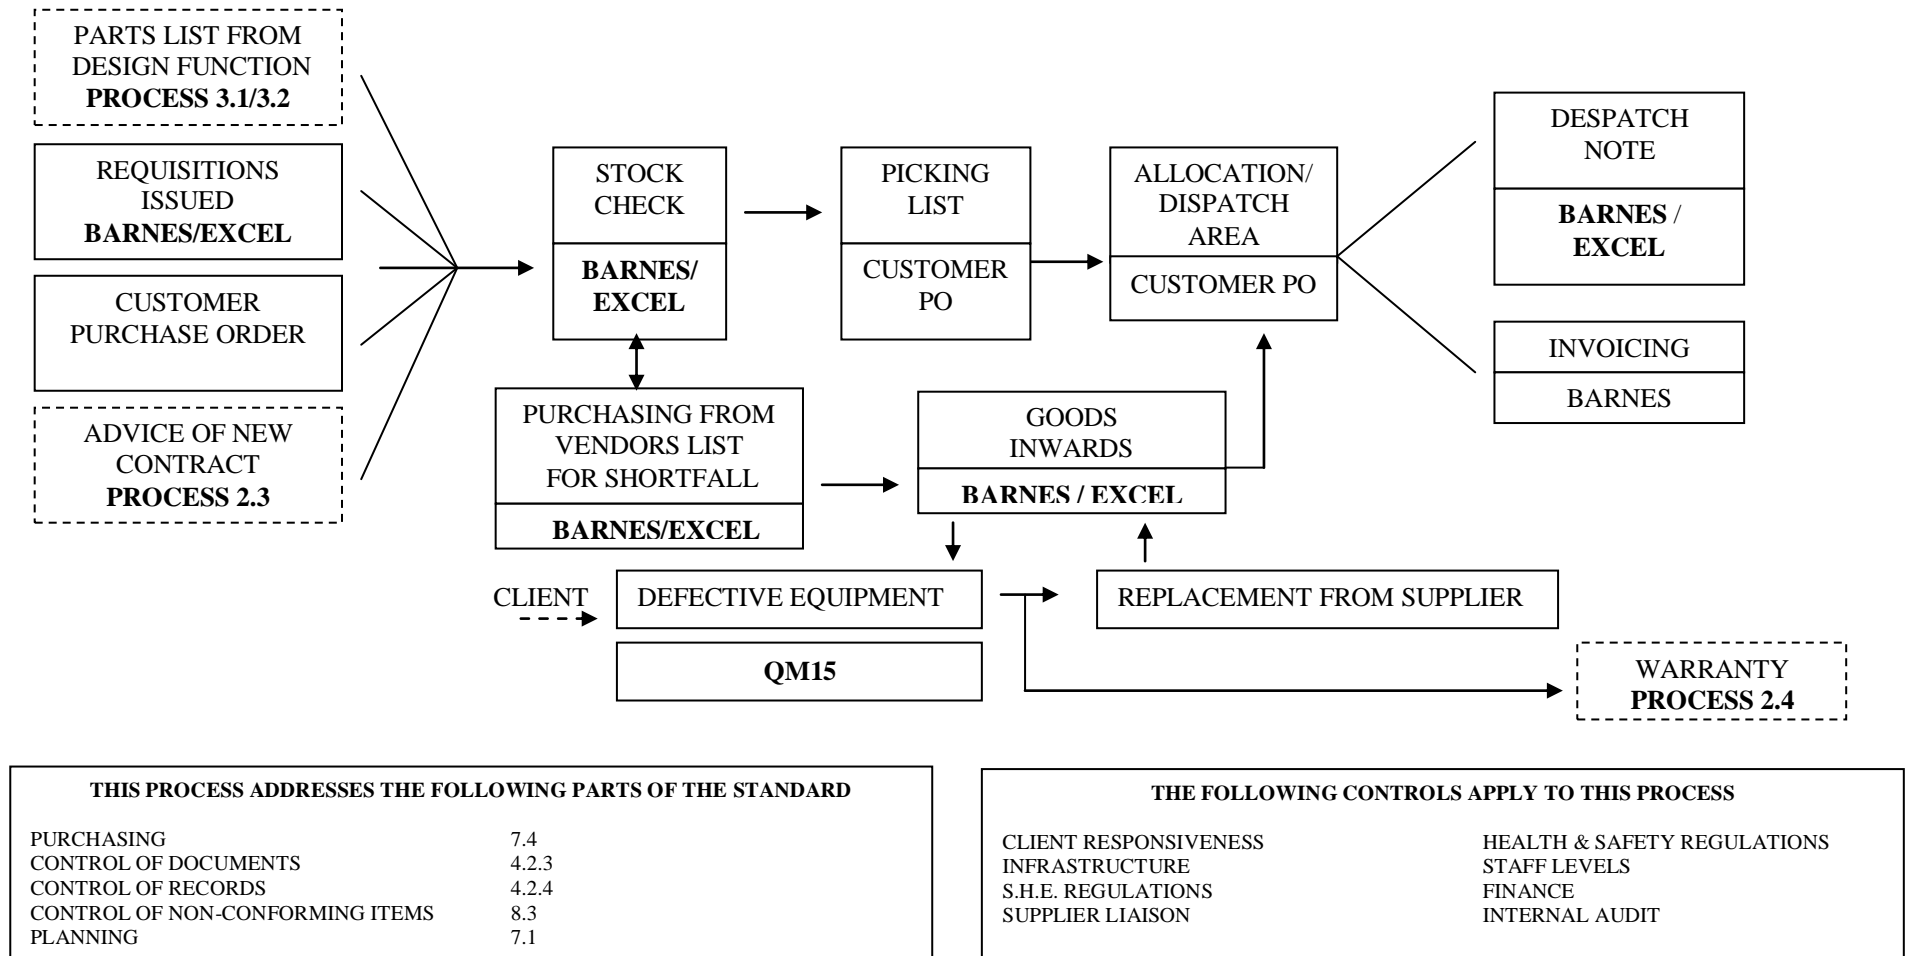 PARTS LIST FROM
DESIGN FUNCTION
PROCESS 3.1/3.2
REQUISITIONS
ISSUED
BARNES/EXCEL
CUSTOMER
PURCHASE ORDER
ADVICE OF NEW
CONTRACT
PROCESS 2.3
STOCK
CHECK
BARNES/
EXCEL
PICKING
LIST
CUSTOMER
PO
ALLOCATION/
DISPATCH
AREA
CUSTOMER PO
DESPATCH
NOTE
BARNES /
EXCEL
INVOICING
BARNES
PURCHASING FROM
VENDORS LIST
FOR SHORTFALL
BARNES/EXCEL
GOODS
INWARDS
BARNES / EXCEL
CLIENT
DEFECTIVE EQUIPMENT
QM15
REPLACEMENT FROM SUPPLIER
WARRANTY
PROCESS 2.4
THIS PROCESS ADDRESSES THE FOLLOWING PARTS OF THE STANDARD
PURCHASING 7.4
CONTROL OF DOCUMENTS 4.2.3
CONTROL OF RECORDS 4.2.4
CONTROL OF NON-CONFORMING ITEMS 8.3
PLANNING 7.1
THE FOLLOWING CONTROLS APPLY TO THIS PROCESS
CLIENT RESPONSIVENESS HEALTH & SAFETY REGULATIONS
INFRASTRUCTURE STAFF LEVELS
S.H.E. REGULATIONS FINANCE
SUPPLIER LIAISON INTERNAL AUDIT